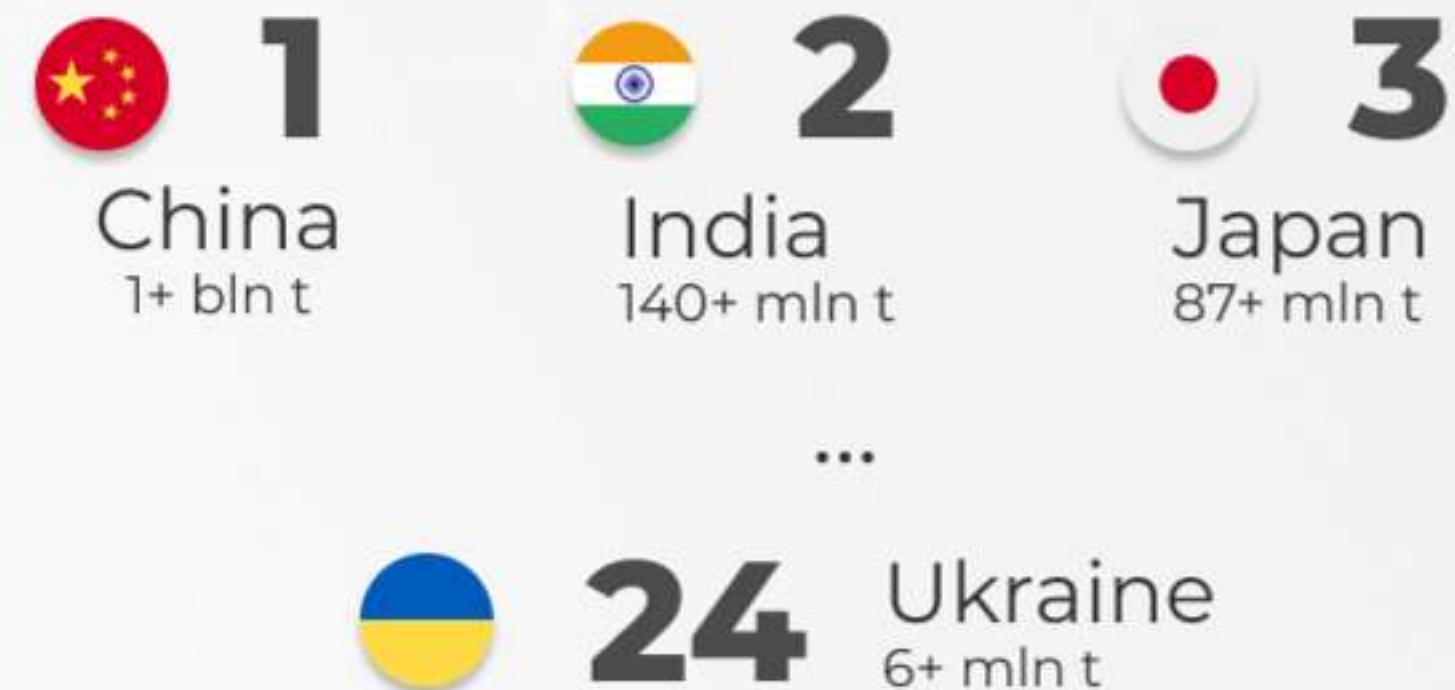 1
2
3
China
India
Japan
1+ bln t
140+ mln t
87+ mln t
...
24
Ukraine
6+ mln t